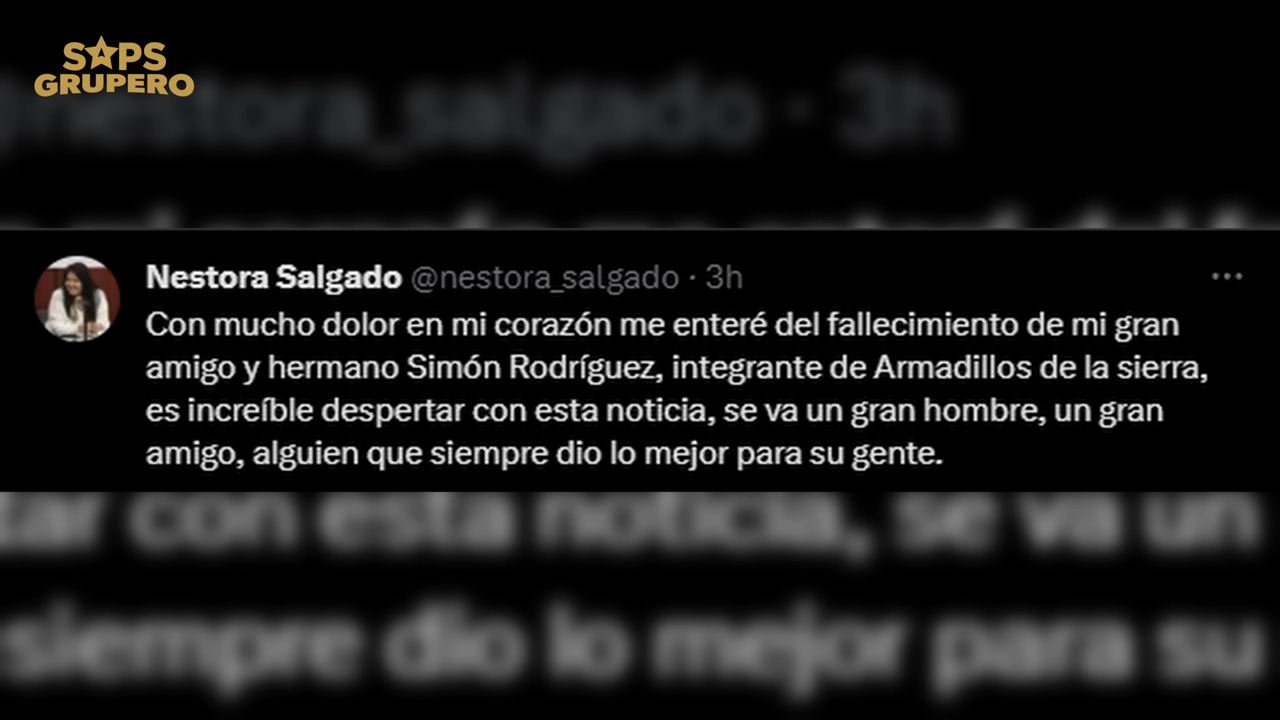 SAPS
GRUPERO
@nestora_salgado · 3h
Nestora Salgado @nestora_salgado · 3h
Con mucho dolor en mi corazón me enteré del fallecimiento de mi gran
amigo y hermano Simón Rodríguez, integrante de Armadillos de la sierra,
es increíble despertar con esta noticia, se va un gran hombre, un gran
amigo, alguien que siempre dio lo mejor para su gente.
tar con esta noticia, se va un
siempre dio lo mejor para su